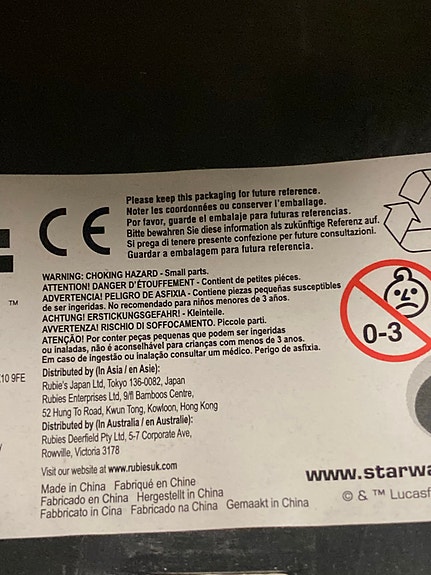 CE
Please keep this packaging for future reference.
Noter les coordonnées ou conserver l'emballage.
Por favor, guarde el embalaje para futuras referencias.
Bitte bewahren Sie diese information als zukünftige Referenz auf.
Si prega di tenere presente confezione per future consultazioni.
Guardar a embalagem para futura referencia.
WARNING: CHOKING HAZARD - Small parts.
ATTENTION! DANGER D'ÉTOUFFEMENT - Contient de petites piéces.
ADVERTENCIA! PELIGRO DE ASFIXIA - Contiene piezas pequeñas susceptibles
de ser ingeridas. No recomendado para niños menores de 3 años.
ACHTUNG! ERSTICKUNGSGEFAHR! - Kleinteile.
AVVERTENZA! RISCHIO DI SOFFOCAMENTO. Piccole parti.
ATENÇÃO! Por conter peças pequenas que podem ser ingeridas
ou inaladas, não é aconselhável para crianças com menos de 3 anos.
Em caso de ingestão ou inalação consultar um médico. Perigo de asfixia.
0-3
TM
10 9FE
Distributed by (In Asia / en Asie):
Rubie's Japan Ltd, Tokyo 136-0082, Japan
Rubies Enterprises Ltd, 9/fl Bamboos Centre,
52 Hung To Road, Kwun Tong, Kowloon, Hong Kong
Distributed by (In Australia / en Australie):
Rubies Deerfield Pty Ltd, 5-7 Corporate Ave,
Rowville, Victoria 3178
Visit our website at www.rubiesuk.com
Made in China Fabriqué en Chine
Fabricado en China Hergestellt in China
Fabbricato in Cina Fabricado na China Gemaakt in China
www.starwa
© & ™ Lucasf